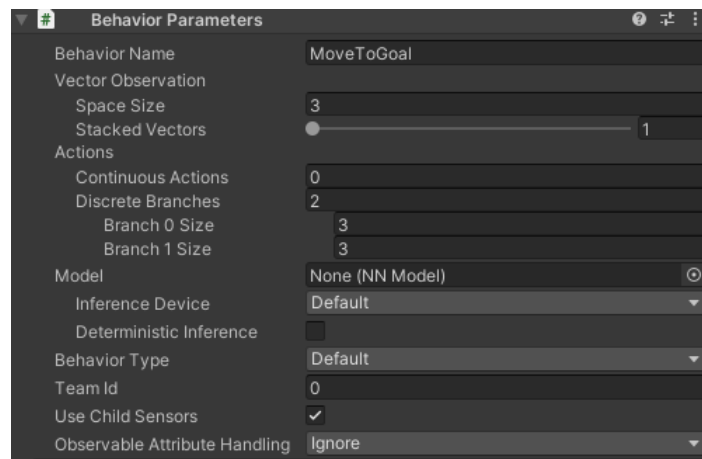 # Behavior Parameters
Behavior Name MoveToGoal
Vector Observation
Space Size 3
Stacked Vectors 1
Actions
Continuous Actions 0
Discrete Branches 2
Branch 0 Size 3
Branch 1 Size 3
Model None (NN Model)
Inference Device Default
Deterministic Inference
Behavior Type Default
Team Id 0
Use Child Sensors
Observable Attribute Handling Ignore